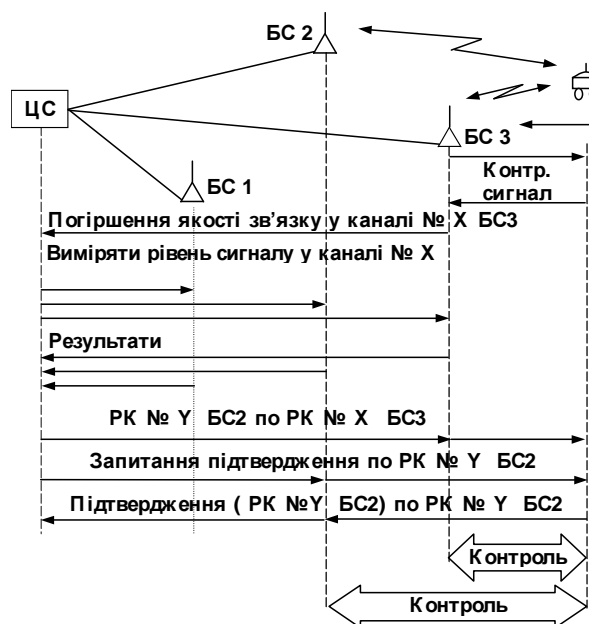 БС 2
ЦС
БС 3
Контр.
сигнал
БС 1
Погіршення якості зв'язку у каналі № X БС3
Виміряти рівень сигналу у каналі № X
Результати
РК № Y БС2 по РК № X БС3
Запитання підтвердження по РК № Y БС2
Підтвердження ( РК №Y БС2) по РК № Y БС2
Контроль
Контроль